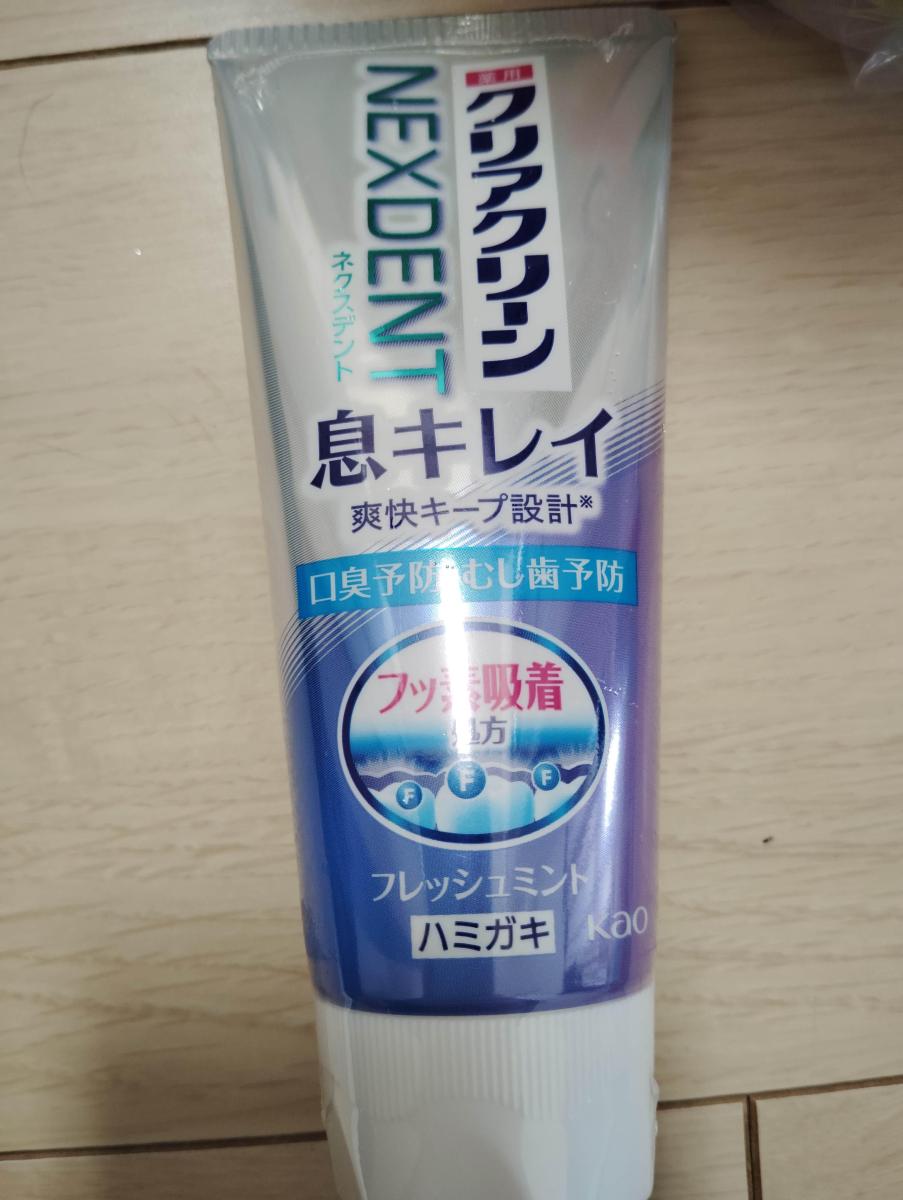 薬用
クリアクリーン
NEXDENT
ネクスデント
息キレイ
爽快キープ設計※
口臭予防 むし歯予防
フッ素吸着
処方
F F F
フレッシュミント
ハミガキ
Kao